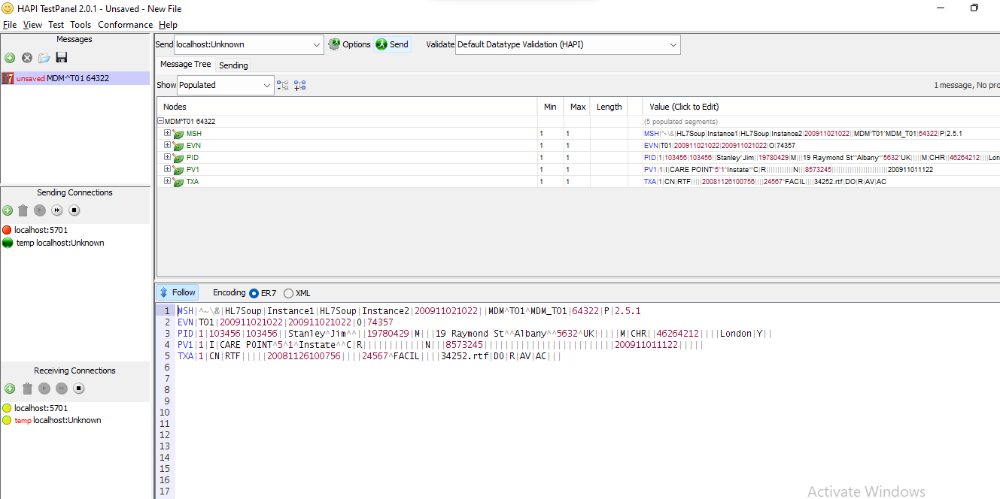 HAPI TestPanel 2.0.1 - Unsaved - New File
File View Test Tools Conformance Help
Messages
unsaved MDM^T01 64322
Sending Connections
localhost:5701
temp localhost:Unknown
Receiving Connections
localhost:5701
temp localhost:Unknown
Send localhost:Unknown Options Send Validate Default Datatype Validation (HAPI)
Message Tree Sending
Show Populated 1 message, No pro
Nodes Min Max Length Value (Click to Edit)
MDM^T01 64322 (5 populated segments)
MSH 1 1 MSH|^~\&|HL7Soup|Instance1|HL7Soup|Instance2|200911021022||MDM^T01^MDM_T01|64322|P|2.5.1
EVN 1 1 EVN|T01|200911021022|200911021022|O|74357
PID 1 1 PID|1|103456|103456||Stanley^Jim^^||19780429|M|||19 Raymond St^^Albany^^5632^UK|||||M|CHR||46264212||||Lon
PV1 1 1 PV1|1|I|CARE POINT^5^1^Instate^^C|R||||||||||||N|||8573245|||||||||||||||||||||||||200911011122
TXA 1 1 TXA|1|CN|RTF|||||20081126100756||||24567^FACIL||||34252.rtf|DO|R|AV|AC
Follow Encoding ER7 XML
1 MSH|^~\&|HL7Soup|Instance1|HL7Soup|Instance2|200911021022||MDM^T01^MDM_T01|64322|P|2.5.1
2 EVN|T01|200911021022|200911021022|O|74357
3 PID|1|103456|103456||Stanley^Jim^^||19780429|M|||19 Raymond St^^Albany^^5632^UK|||||M|CHR||46264212||||London|Y||
4 PV1|1|I|CARE POINT^5^1^Instate^^C|R||||||||||||N|||8573245|||||||||||||||||||||||||200911011122|||||
5 TXA|1|CN|RTF|||||20081126100756||||24567^FACIL||||34252.rtf|DO|R|AV|AC|||
6
7
8
9
10
11
12
13
14
15
16
17
Activate Windows